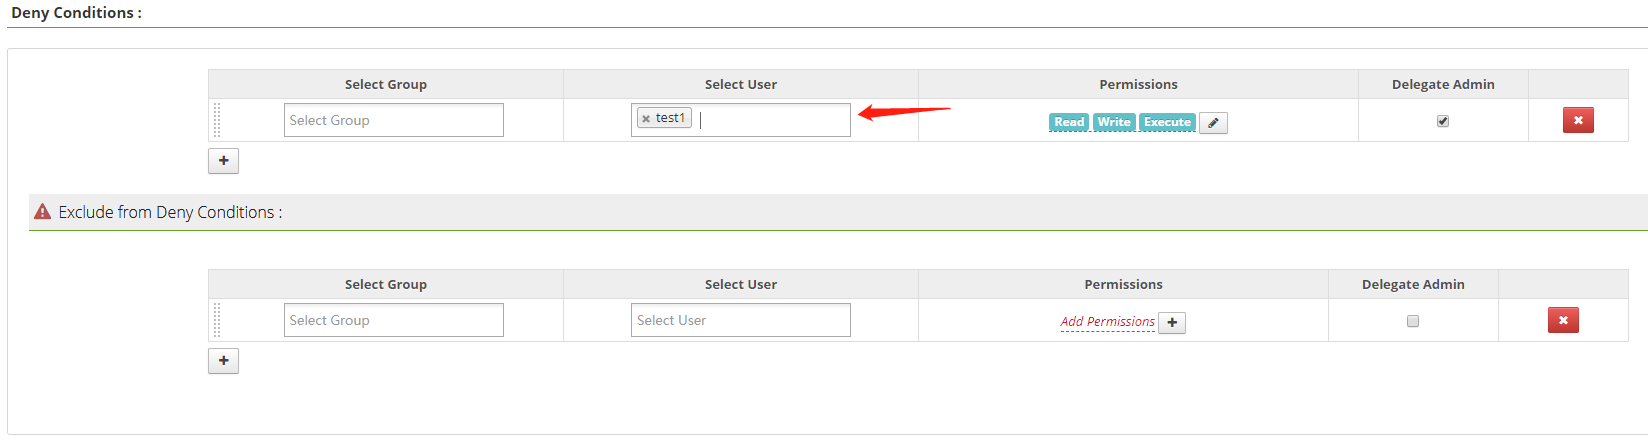 Deny Conditions :
Select Group Select User Permissions Delegate Admin
Select Group × test1 Read Write Execute
+
Exclude from Deny Conditions :
Select Group Select User Permissions Delegate Admin
Select Group Select User Add Permissions +
+